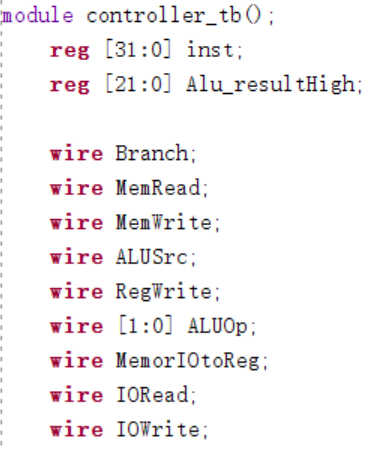 module controller_tb();
reg [31:0] inst;
reg [21:0] Alu_resultHigh;
wire Branch;
wire MemRead;
wire MemWrite;
wire ALUSrc;
wire RegWrite;
wire [1:0] ALUOp;
wire MemorIOtoReg;
wire IORead;
wire IOWrite;